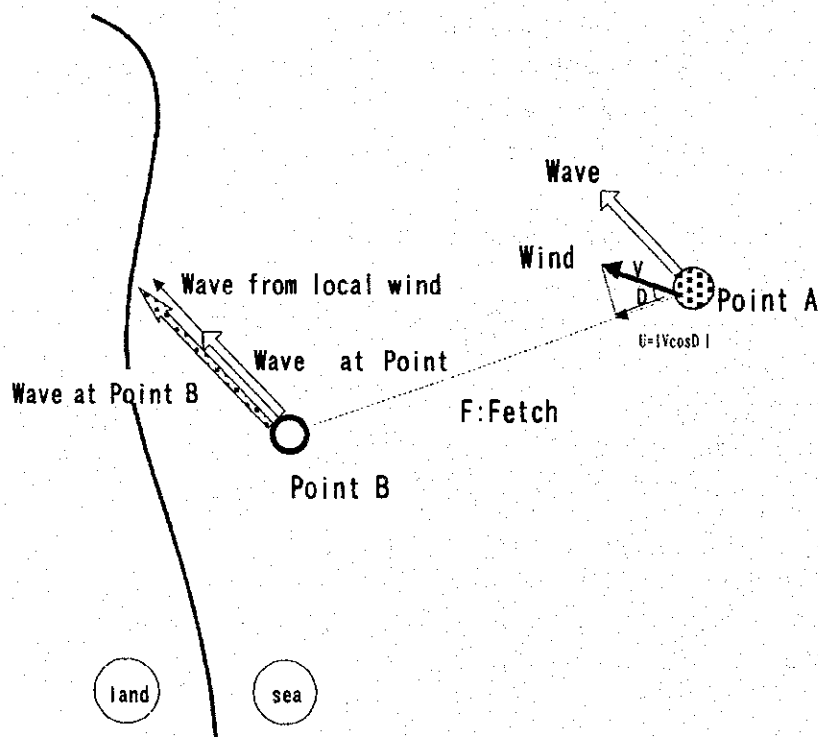 Wave
Wind
V
D
Point A
U=|VcosD|
Wave from local wind
Wave at Point
Wave at Point B
F:Fetch
Point B
land
sea